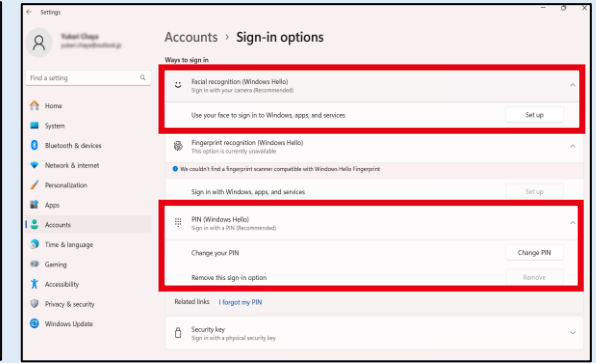 Settings
Accounts > Sign-in options
Ways to sign in
Find a setting
Home
System
Bluetooth & devices
Network & internet
Personalization
Apps
Accounts
Time & language
Gaming
Accessibility
Privacy & security
Windows Update
Facial recognition (Windows Hello)
Sign in with your camera (Recommended)
Use your face to sign in to Windows, apps, and services
Set up
Fingerprint recognition (Windows Hello)
This option is currently unavailable
We couldn't find a fingerprint scanner compatible with Windows Hello Fingerprint
Sign in with Windows, apps, and services
Set up
PIN (Windows Hello)
Sign in with a PIN (Recommended)
Change your PIN
Change PIN
Remove this sign-in option
Remove
Related links I forgot my PIN
Security key
Sign in with a physical security key